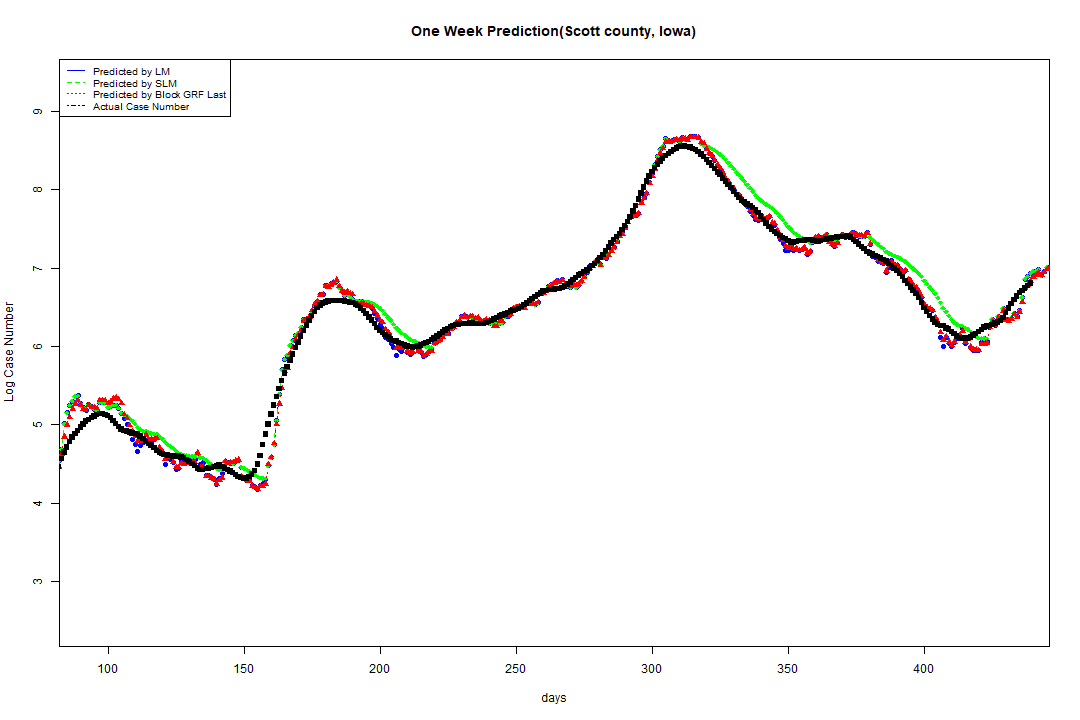 One Week Prediction(Scott county, Iowa)
Predicted by LM
Predicted by SLM
Predicted by Block GRF Last
Actual Case Number
9
8
7
6
5
4
3
Log Case Number
100 150 200 250 300 350 400
days